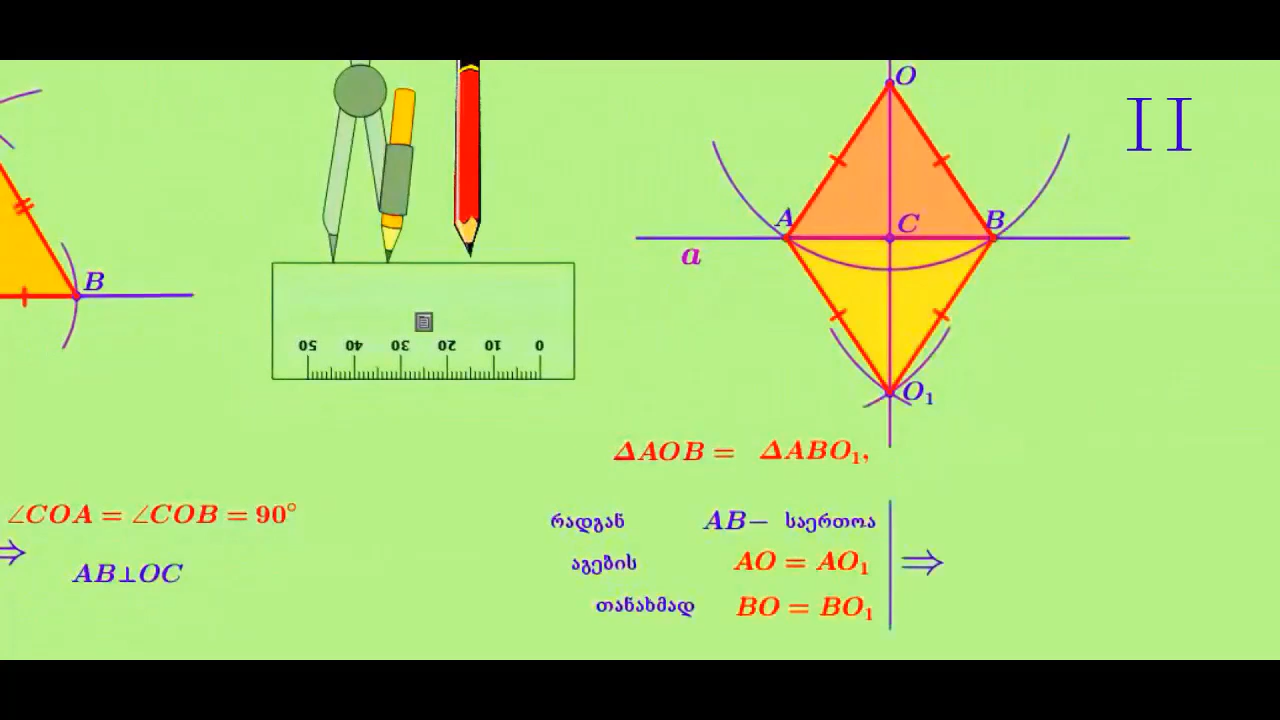 O
II
A
C
B
a
B
50 40 30 20 10 0
O₁
ΔAOB = ΔABO₁,
∠COA = ∠COB = 90°
⇒
AB⊥OC
რადგან AB – საერთოა
აგების AO = AO₁ ⇒
თანახმად BO = BO₁